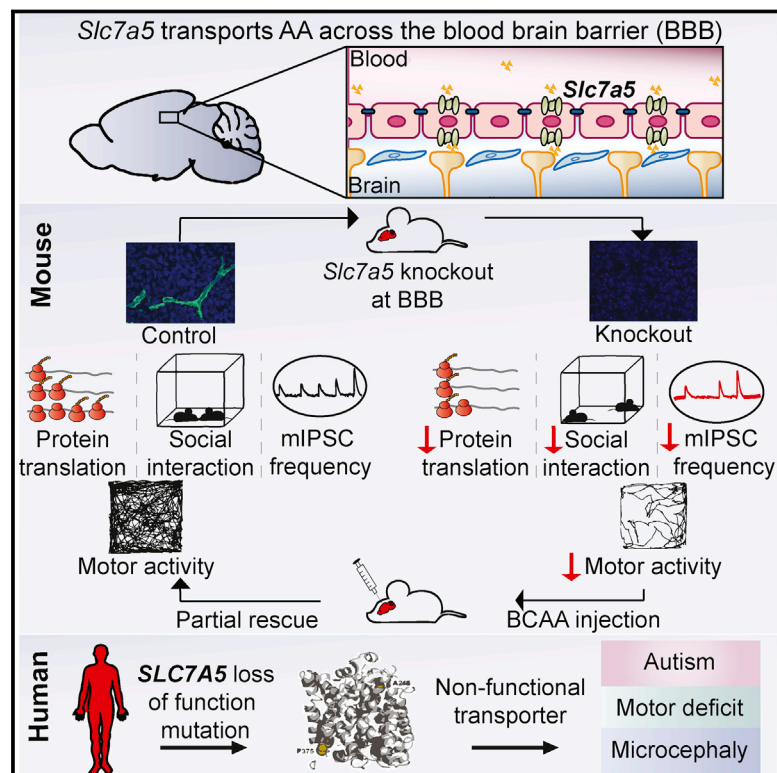 Slc7a5 transports AA across the blood brain barrier (BBB)
Blood
Slc7a5
Brain
Mouse
Slc7a5 knockout
at BBB
Control
Knockout
Protein
translation
Social
interaction
mIPSC
frequency
Protein
translation
Social
interaction
mIPSC
frequency
Motor activity
Motor activity
Partial rescue
BCAA injection
Human
SLC7A5 loss
of function
mutation
A246
P375
Non-functional
transporter
Autism
Motor deficit
Microcephaly